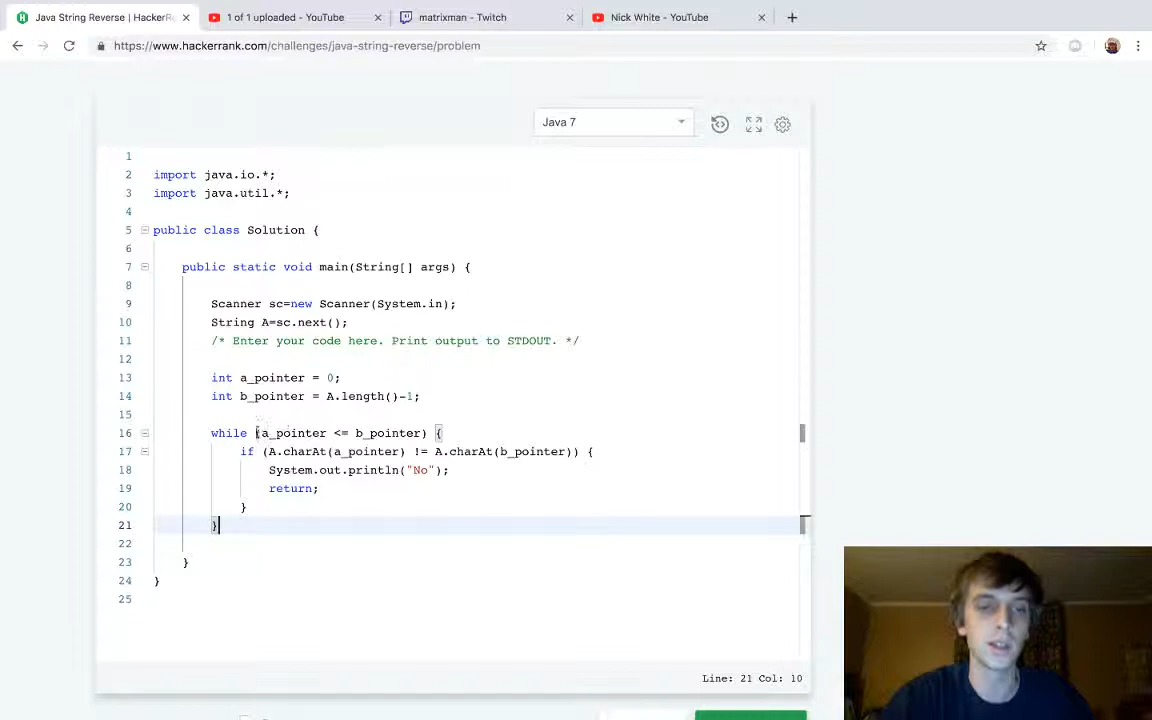 Java String Reverse | HackerRa
1 of 1 uploaded - YouTube
matrixman - Twitch
Nick White - YouTube
https://www.hackerrank.com/challenges/java-string-reverse/problem
Java 7
1
2 import java.io.*;
3 import java.util.*;
4
5 public class Solution {
6
7 public static void main(String[] args) {
8
9 Scanner sc=new Scanner(System.in);
10 String A=sc.next();
11 /* Enter your code here. Print output to STDOUT. */
12
13 int a_pointer = 0;
14 int b_pointer = A.length()-1;
15
16 while (a_pointer <= b_pointer) {
17 if (A.charAt(a_pointer) != A.charAt(b_pointer)) {
18 System.out.println("No");
19 return;
20 }
21 }
22
23 }
24 }
25
Line: 21 Col: 10